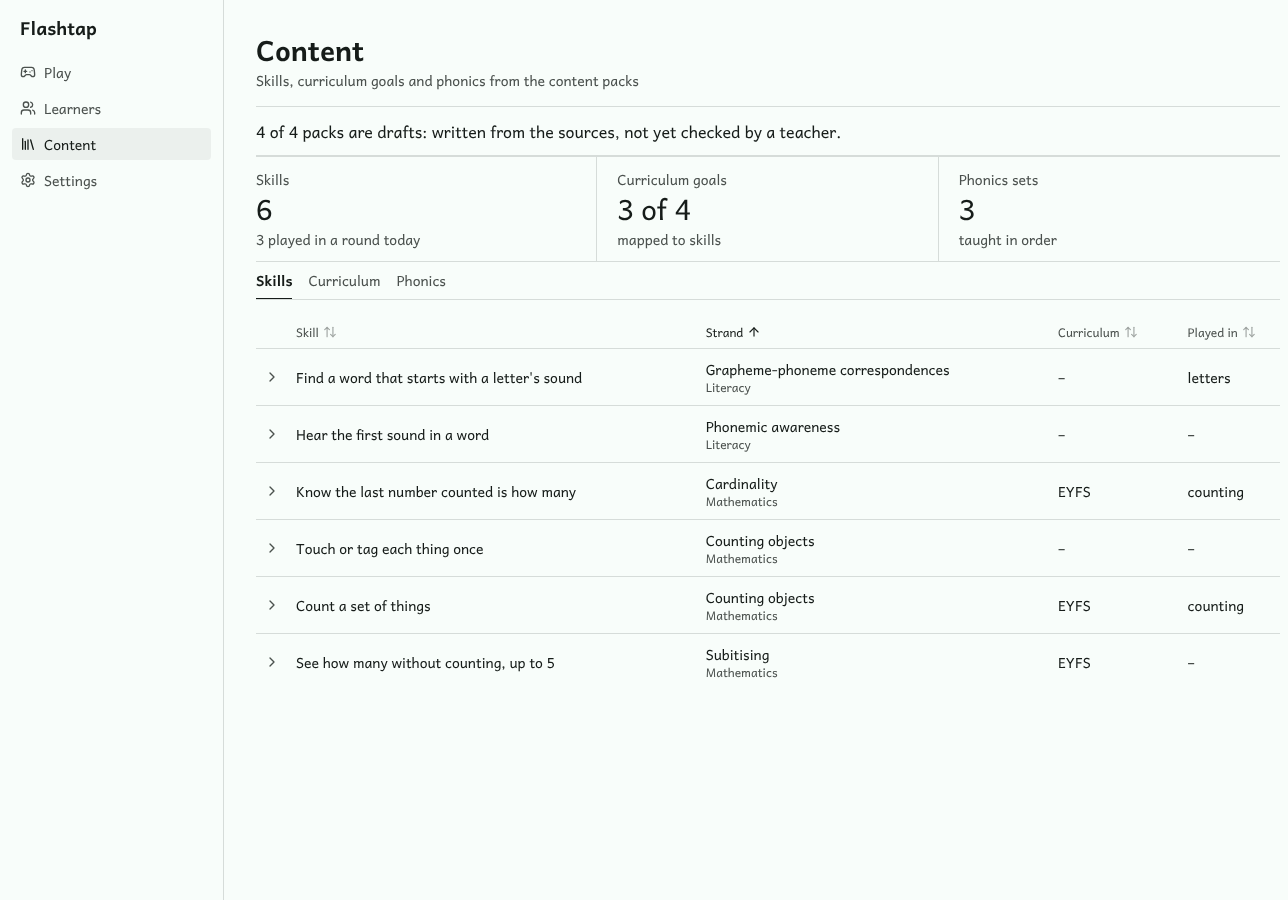 Flashtap
Play
Learners
Content
Settings
Content
Skills, curriculum goals and phonics from the content packs
4 of 4 packs are drafts: written from the sources, not yet checked by a teacher.
Skills
6
3 played in a round today
Curriculum goals
3 of 4
mapped to skills
Phonics sets
3
taught in order
Skills Curriculum Phonics
Skill Strand Curriculum Played in
Find a word that starts with a letter's sound Grapheme-phoneme correspondences – letters
Literacy
Hear the first sound in a word Phonemic awareness – –
Literacy
Know the last number counted is how many Cardinality EYFS counting
Mathematics
Touch or tag each thing once Counting objects – –
Mathematics
Count a set of things Counting objects EYFS counting
Mathematics
See how many without counting, up to 5 Subitising EYFS –
Mathematics